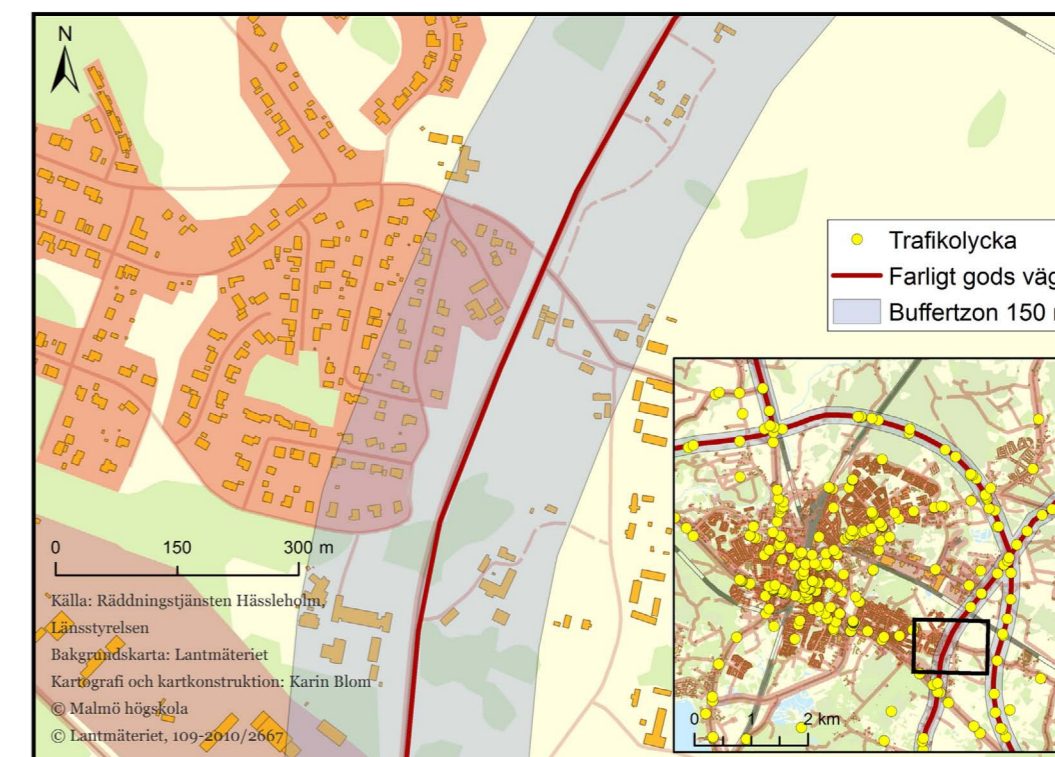 N
Trafikolycka
Farligt gods väg
Buffertzon 150
0 150 300 m
Källa: Räddningstjänsten Hässleholm,
Länsstyrelsen
Bakgrundskarta: Lantmäteriet
Kartografi och kartkonstruktion: Karin Blom
© Malmö högskola
© Lantmäteriet, 109-2010/2667
0 1 2 km